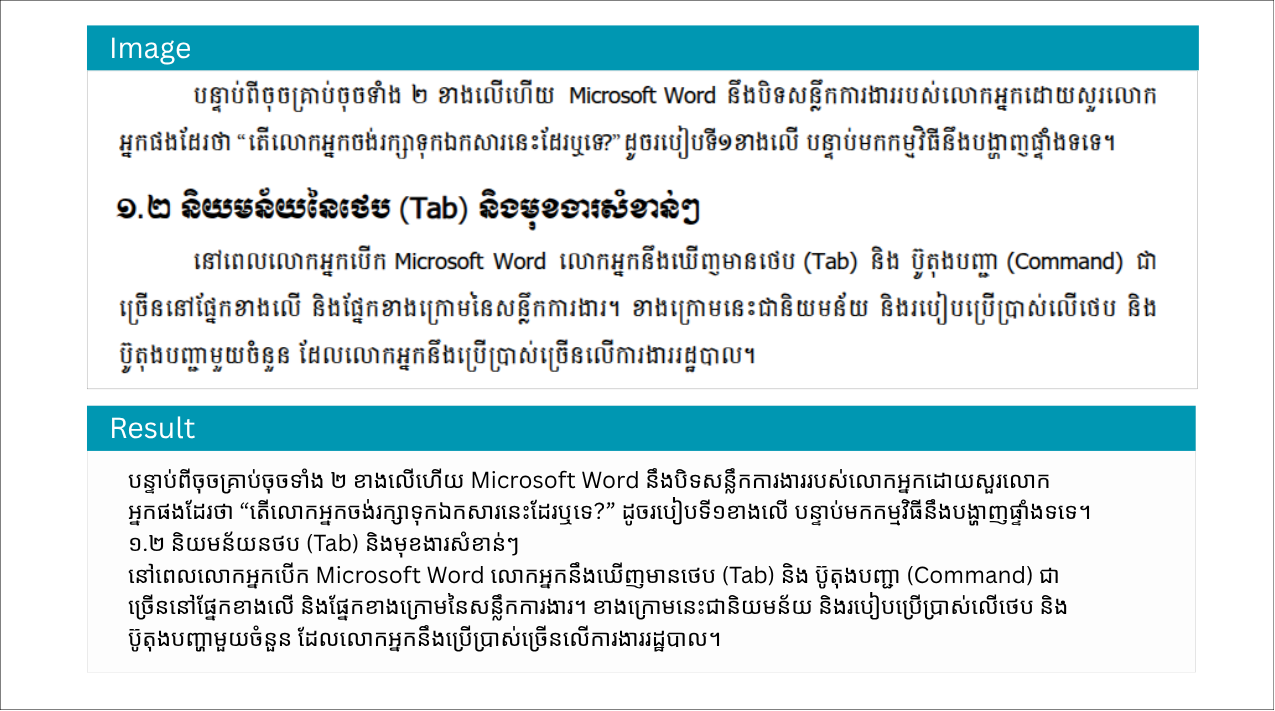 Image
បន្ទាប់ពីចុចគ្រាប់ចុចទាំង ២ ខាងលើហើយ Microsoft Word នឹងបិទសន្លឹកការងាររបស់លោកអ្នកដោយសួរលោក
អ្នកផងដែរថា “តើលោកអ្នកចង់រក្សាទុកឯកសារនេះដែរឬទេ?” ដូចរបៀបទី១ខាងលើ បន្ទាប់មកកម្មវិធីនឹងបង្ហាញផ្ទាំងទទេ។
១.២ និយមន័យនៃថេប (Tab) និងមុខងារសំខាន់ៗ
នៅពេលលោកអ្នកបើក Microsoft Word លោកអ្នកនឹងឃើញមានថេប (Tab) និង ប៊ូតុងបញ្ជា (Command) ជា
ច្រើននៅផ្នែកខាងលើ និងផ្នែកខាងក្រោមនៃសន្លឹកការងារ។ ខាងក្រោមនេះជានិយមន័យ និងរបៀបប្រើប្រាស់លើថេប និង
ប៊ូតុងបញ្ជាមួយចំនួន ដែលលោកអ្នកនឹងប្រើប្រាស់ច្រើនលើការងាររដ្ឋបាល។
Result
បន្ទាប់ពីចុចគ្រាប់ចុចទាំង ២ ខាងលើហើយ Microsoft Word នឹងបិទសន្លឹកការងាររបស់លោកអ្នកដោយសួរលោក
អ្នកផងដែរថា “តើលោកអ្នកចង់រក្សាទុកឯកសារនេះដែរឬទេ?” ដូចរបៀបទី១ខាងលើ បន្ទាប់មកកម្មវិធីនឹងបង្ហាញផ្ទាំងទទេ។
១.២ និយមន័យនថប (Tab) និងមុខងារសំខាន់ៗ
នៅពេលលោកអ្នកបើក Microsoft Word លោកអ្នកនឹងឃើញមានថេប (Tab) និង ប៊ូតុងបញ្ជា (Command) ជា
ច្រើននៅផ្នែកខាងលើ និងផ្នែកខាងក្រោមនៃសន្លឹកការងារ។ ខាងក្រោមនេះជានិយមន័យ និងរបៀបប្រើប្រាស់លើថេប និង
ប៊ូតុងបញ្ហាមួយចំនួន ដែលលោកអ្នកនឹងប្រើប្រាស់ច្រើនលើការងាររដ្ឋបាល។